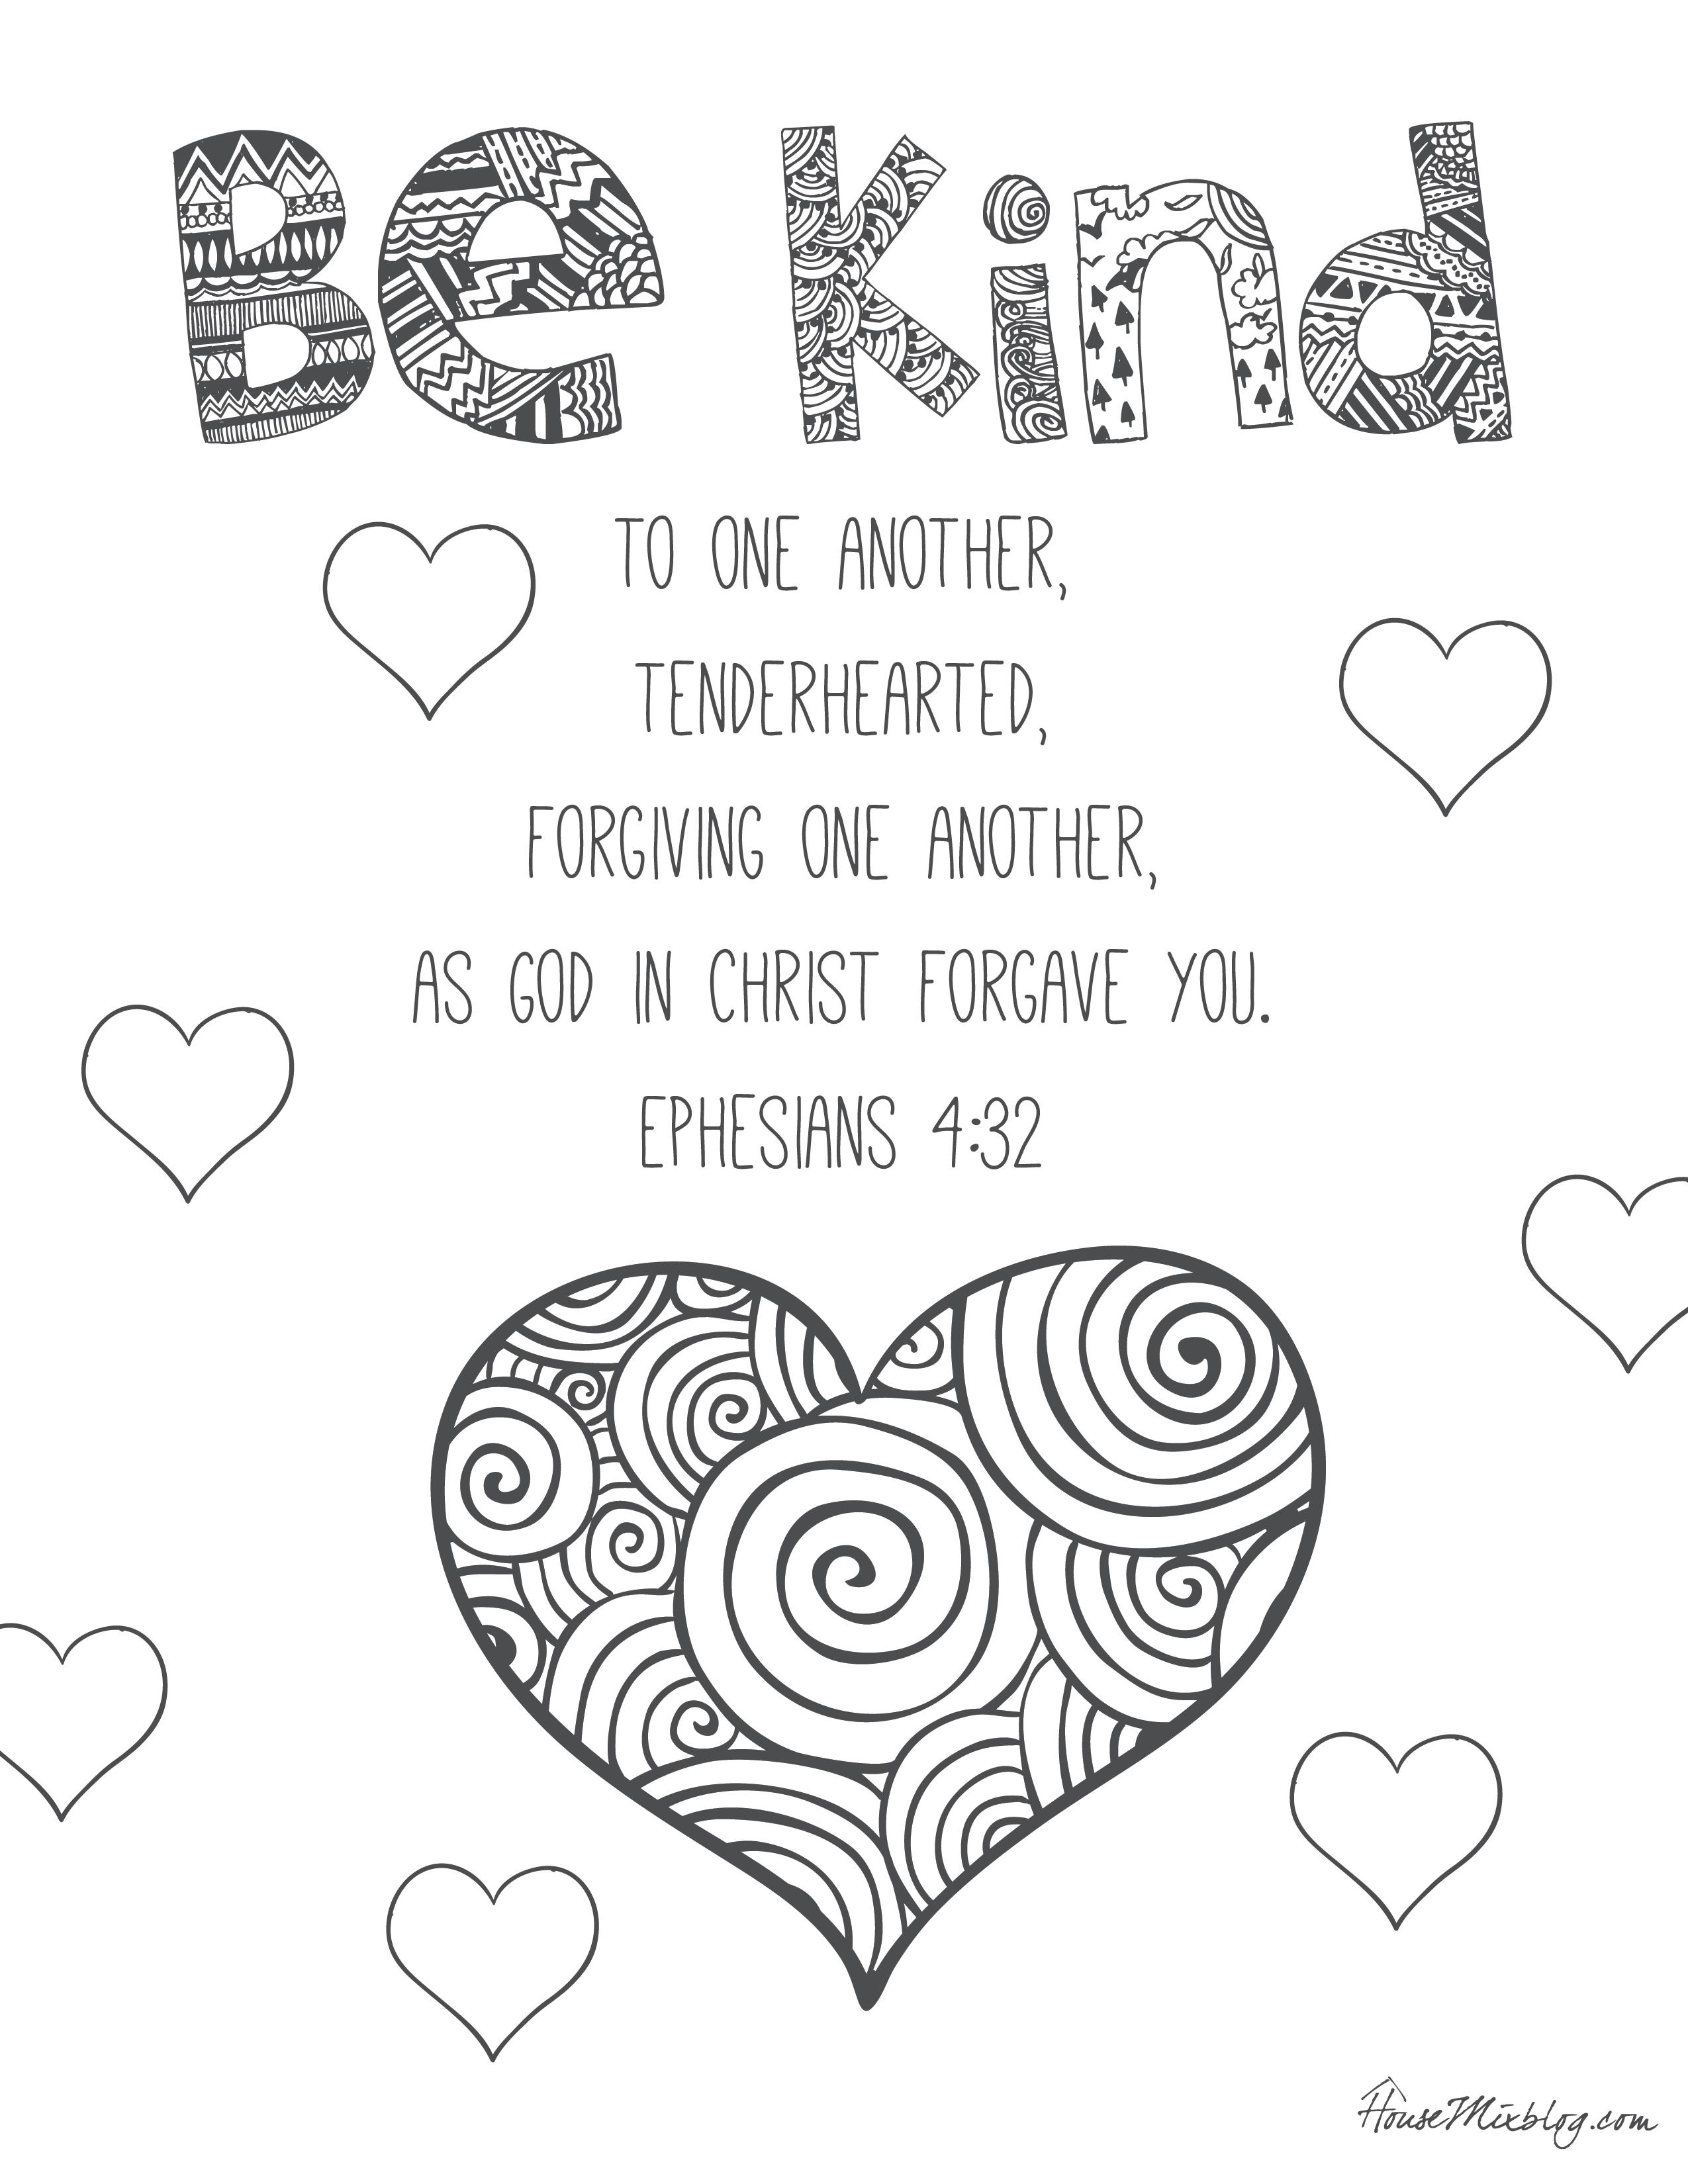 Be Kind
TO ONE ANOTHER,
TENDERHEARTED,
FORGIVING ONE ANOTHER,
AS GOD IN CHRIST FORGAVE YOU.
EPHESIANS 4:32
HouseMixblog.com